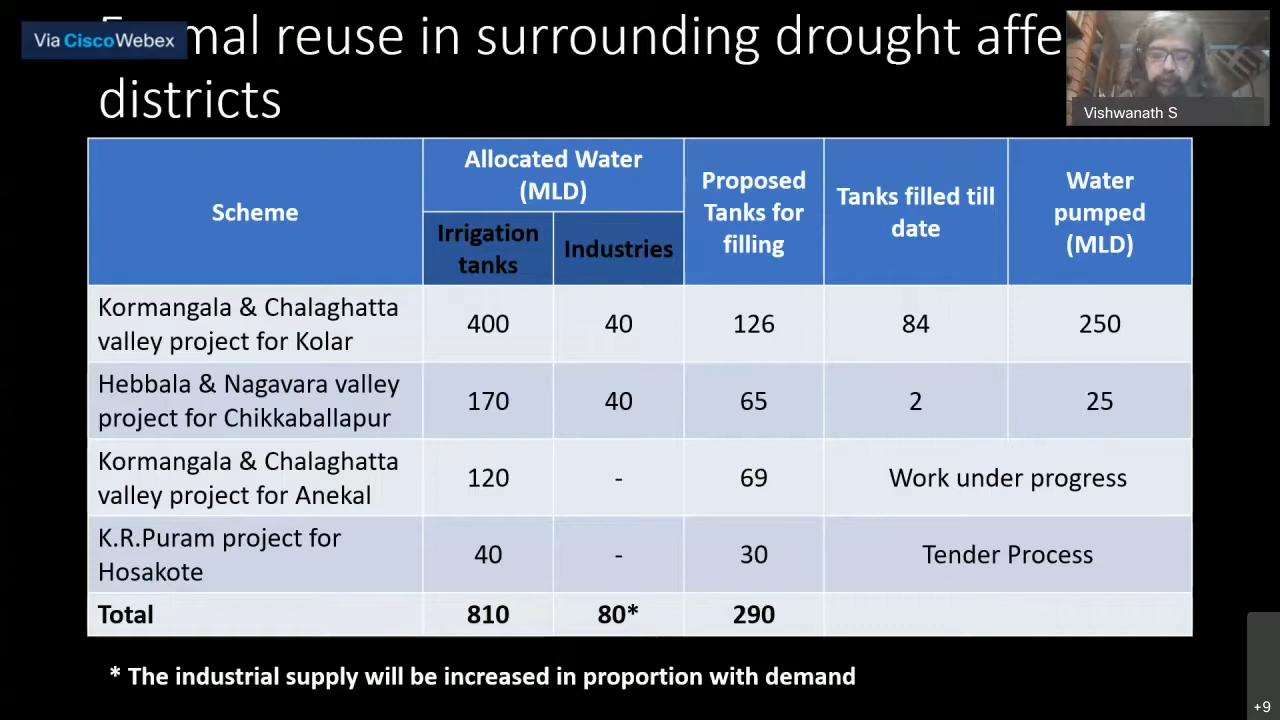 Via Cisco Webex
mal reuse in surrounding drought affe
districts
Vishwanath S
Scheme
Allocated Water
(MLD)
Irrigation
tanks
Industries
Proposed
Tanks for
filling
Tanks filled till
date
Water
pumped
(MLD)
Kormangala & Chalaghatta
valley project for Kolar
400
40
126
84
250
Hebbala & Nagavara valley
project for Chikkaballapur
170
40
65
2
25
Kormangala & Chalaghatta
valley project for Anekal
120
-
69
Work under progress
K.R.Puram project for
Hosakote
40
-
30
Tender Process
Total
810
80*
290
* The industrial supply will be increased in proportion with demand
+9